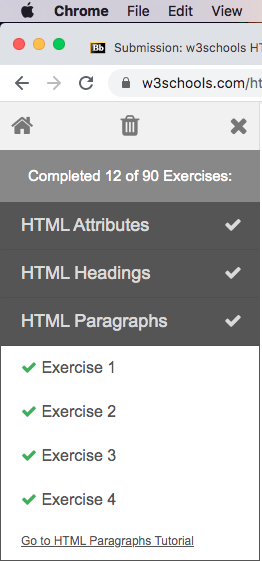 Chrome File Edit View
Bb Submission: w3schools HT
w3schools.com/ht
Completed 12 of 90 Exercises:
HTML Attributes
HTML Headings
HTML Paragraphs
Exercise 1
Exercise 2
Exercise 3
Exercise 4
Go to HTML Paragraphs Tutorial